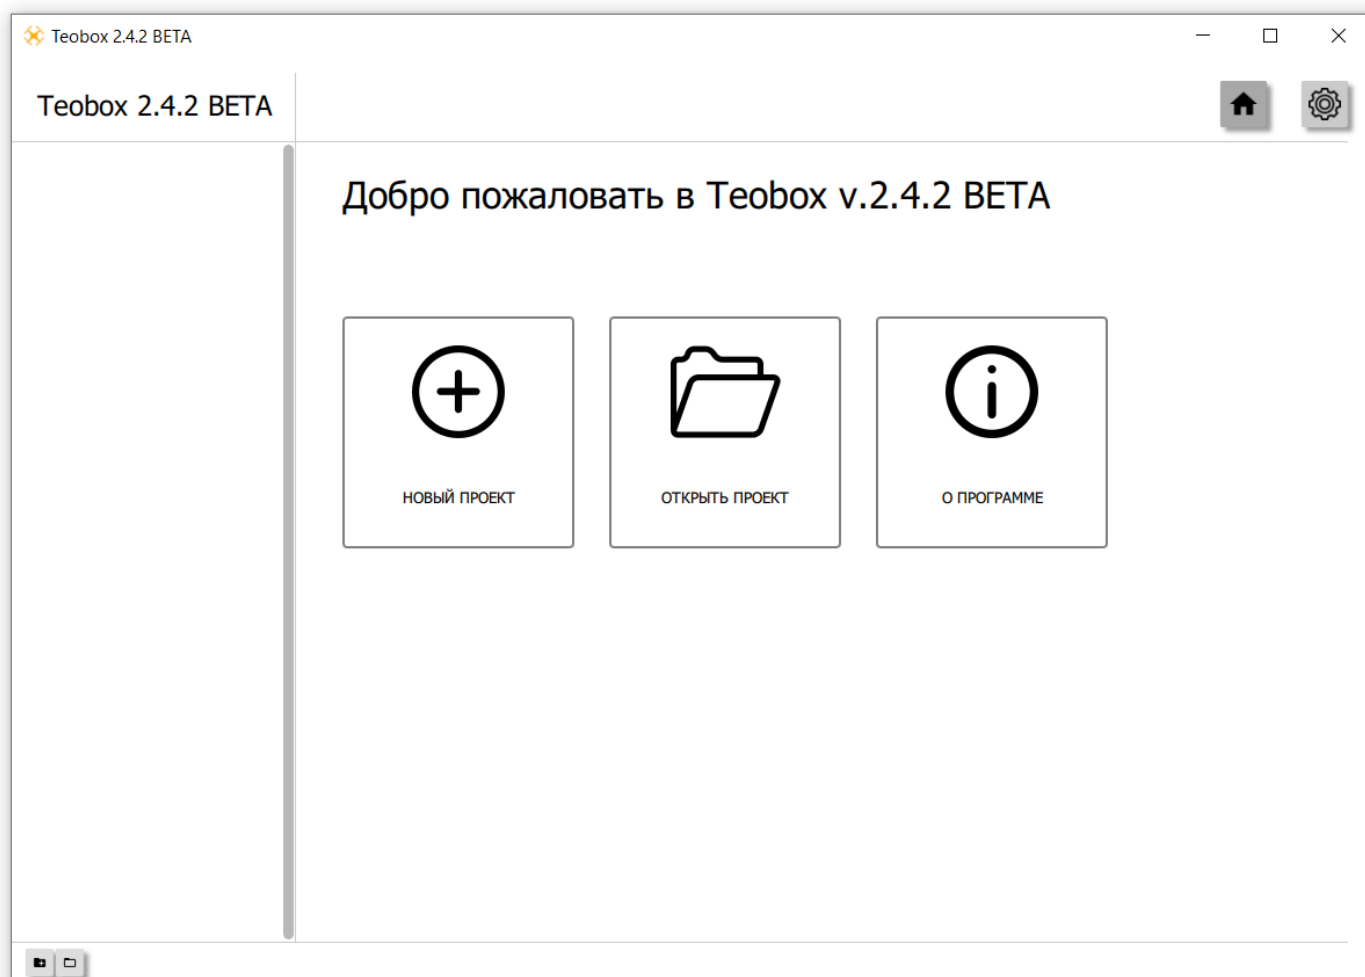 Teobox 2.4.2 BETA
Teobox 2.4.2 BETA
Добро пожаловать в Teobox v.2.4.2 BETA
НОВЫЙ ПРОЕКТ
ОТКРЫТЬ ПРОЕКТ
О ПРОГРАММЕ